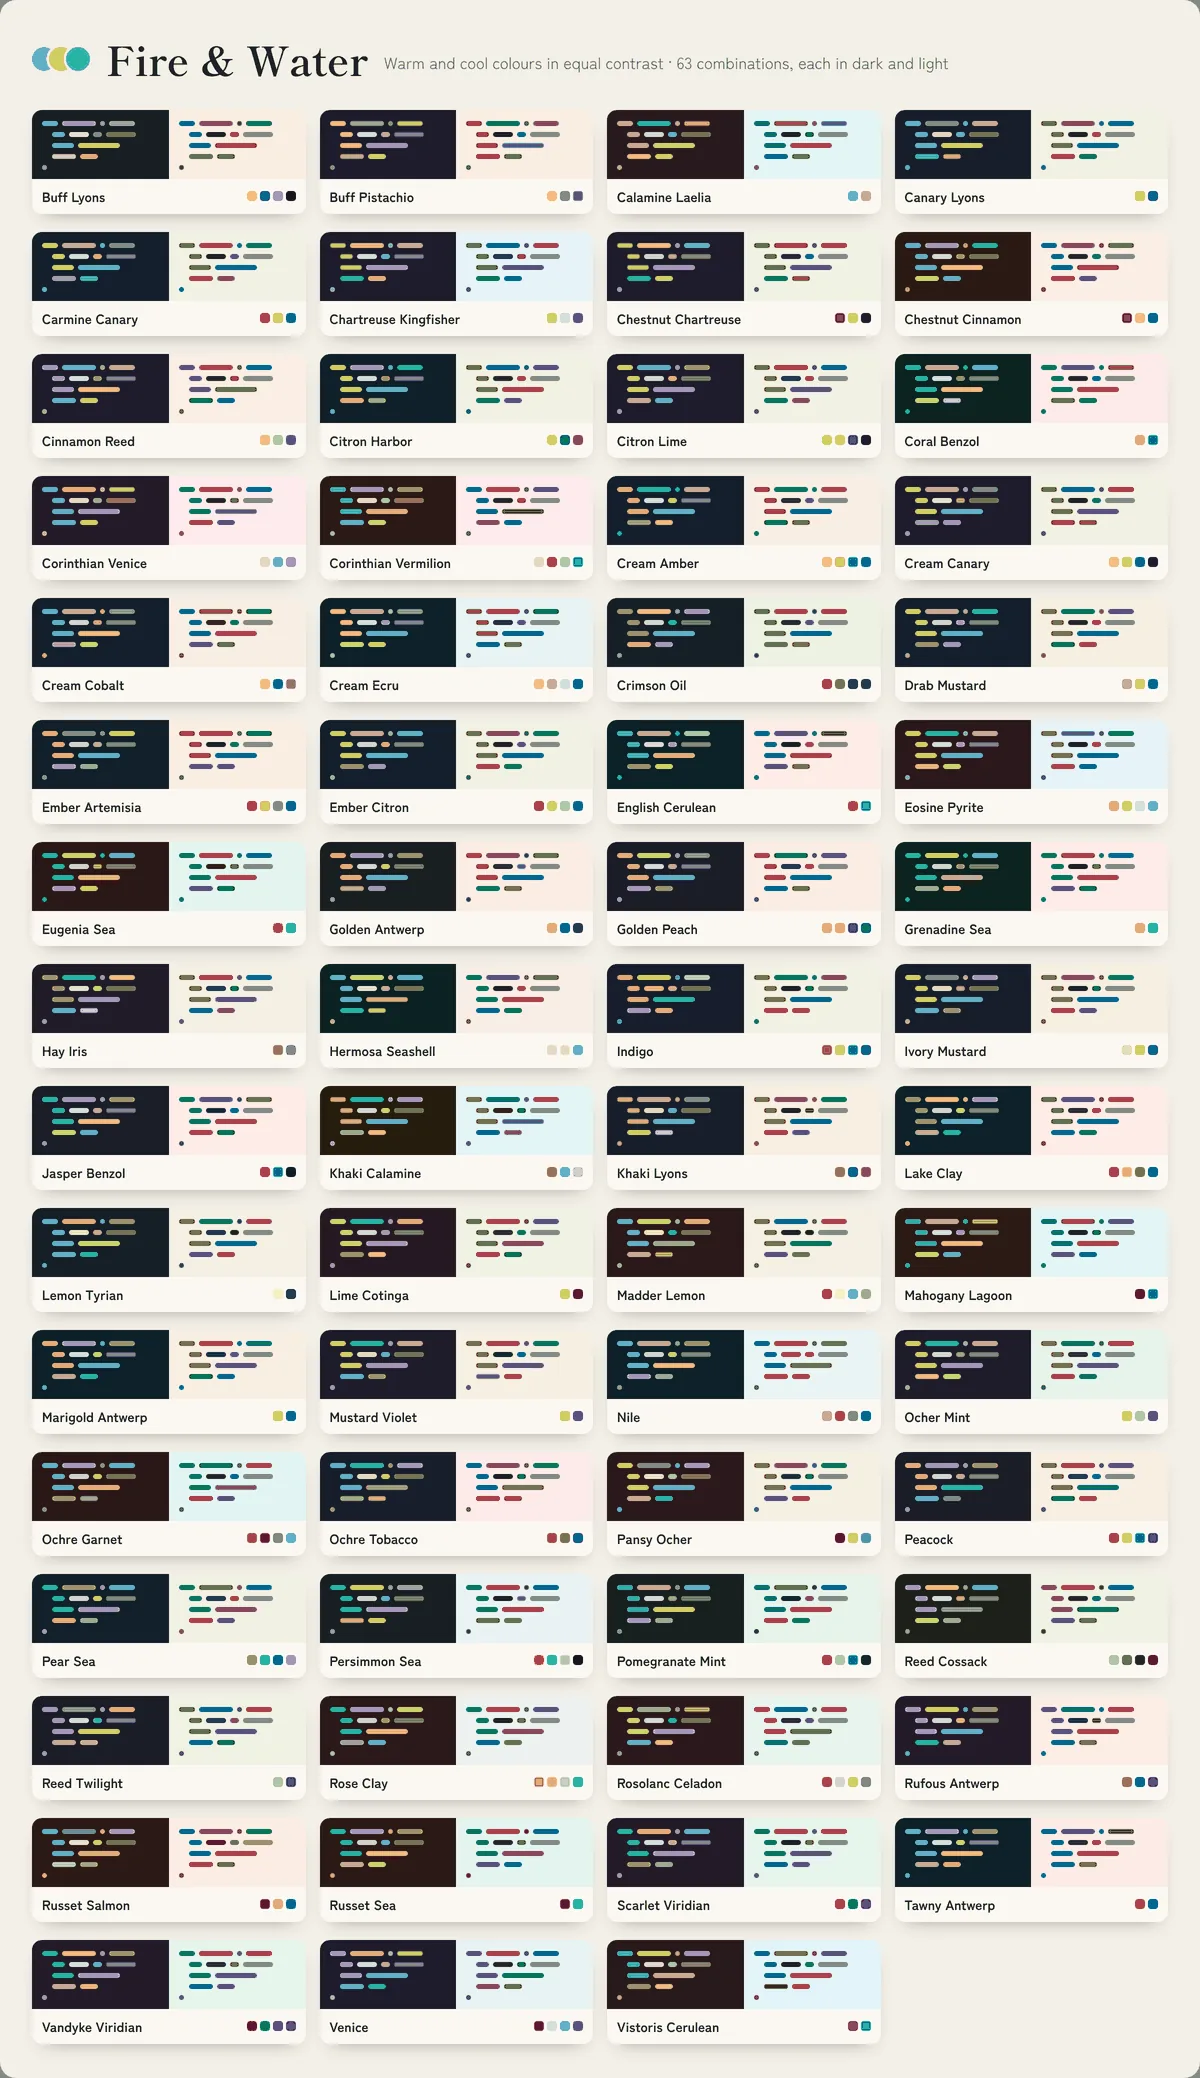 Fire & Water
Warm and cool colours in equal contrast · 63 combinations, each in dark and light
Buff Lyons
Buff Pistachio
Calamine Laelia
Canary Lyons
Carmine Canary
Chartreuse Kingfisher
Chestnut Chartreuse
Chestnut Cinnamon
Cinnamon Reed
Citron Harbor
Citron Lime
Coral Benzol
Corinthian Venice
Corinthian Vermilion
Cream Amber
Cream Canary
Cream Cobalt
Cream Ecru
Crimson Oil
Drab Mustard
Ember Artemisia
Ember Citron
English Cerulean
Eosine Pyrite
Eugenia Sea
Golden Antwerp
Golden Peach
Grenadine Sea
Hay Iris
Hermosa Seashell
Indigo
Ivory Mustard
Jasper Benzol
Khaki Calamine
Khaki Lyons
Lake Clay
Lemon Tyrian
Lime Cotinga
Madder Lemon
Mahogany Lagoon
Marigold Antwerp
Mustard Violet
Nile
Ocher Mint
Ochre Garnet
Ochre Tobacco
Pansy Ocher
Peacock
Pear Sea
Persimmon Sea
Pomegranate Mint
Reed Cossack
Reed Twilight
Rose Clay
Rosolanc Celadon
Rufous Antwerp
Russet Salmon
Russet Sea
Scarlet Viridian
Tawny Antwerp
Vandyke Viridian
Venice
Vistoris Cerulean